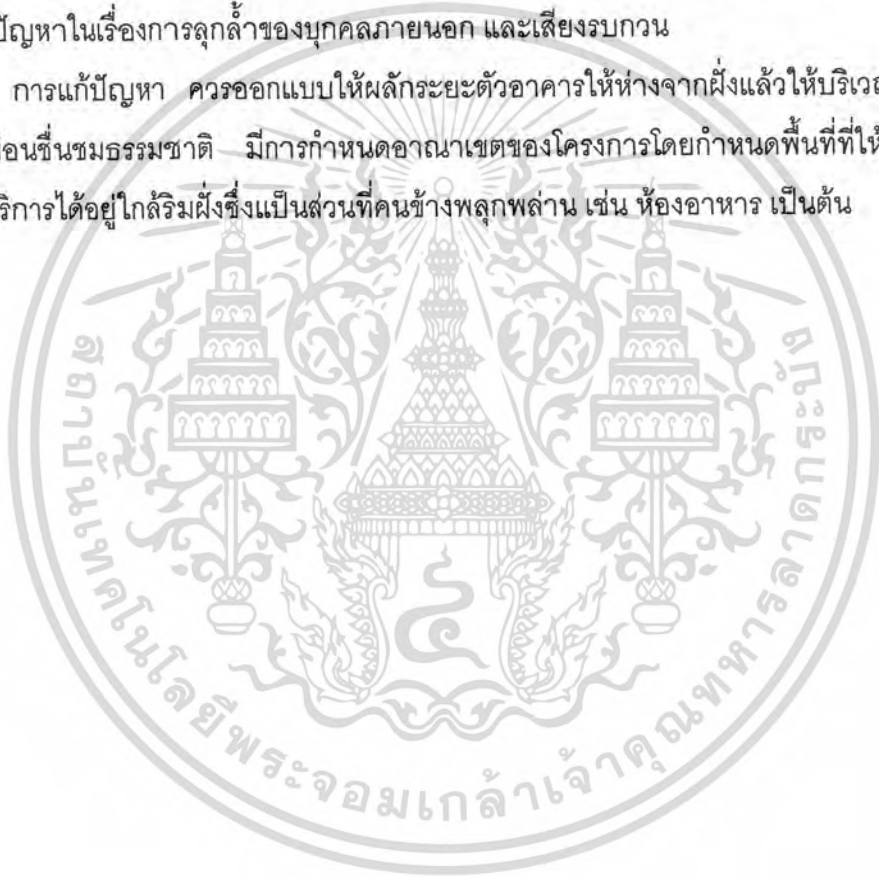 ปัญหาในเรื่องการลุกล้ำของบุคคลภายนอก และเสียงรบกวน
การแก้ปัญหา ควรออกแบบให้ผลักระยะตัวอาคารให้ห่างจากฝั่งแล้วให้บริเวณ
อนชื่นชมธรรมชาติ มีการกำหนดอาณาเขตของโครงการโดยกำหนดพื้นที่ที่ให้
ริการได้อยู่ใกล้ริมฝั่งซึ่งแป็นส่วนที่คนข้างพลุกพล่าน เช่น ห้องอาหาร เป็นต้น
สถาบันเทคโนโลยีพระจอมเกล้าเจ้าคุณทหารลาดกระบัง